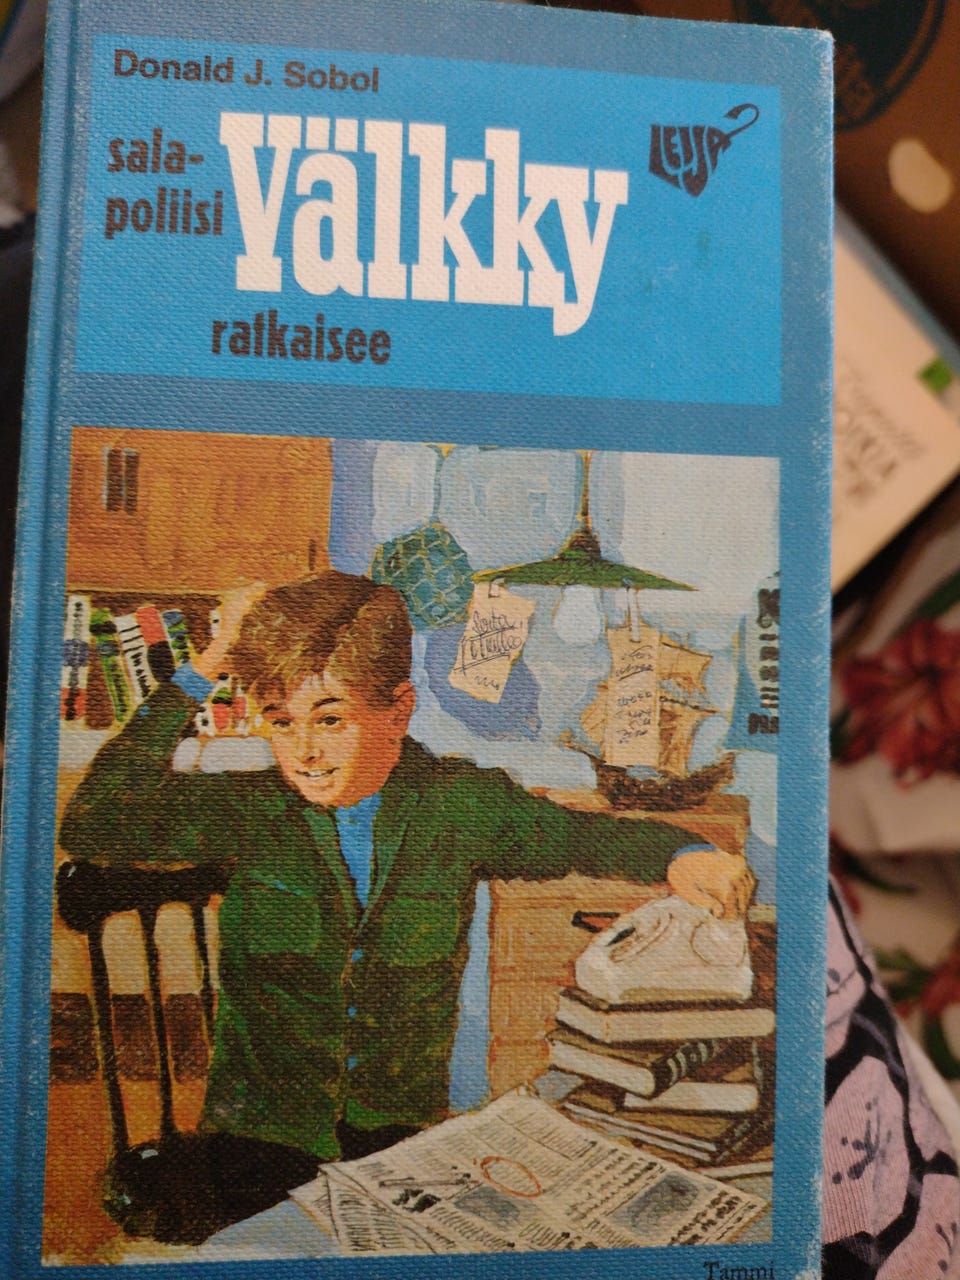 Donald J. Sobol
sala-
poliisi
Välkky
ratkaisee
LEIJA
Tammi